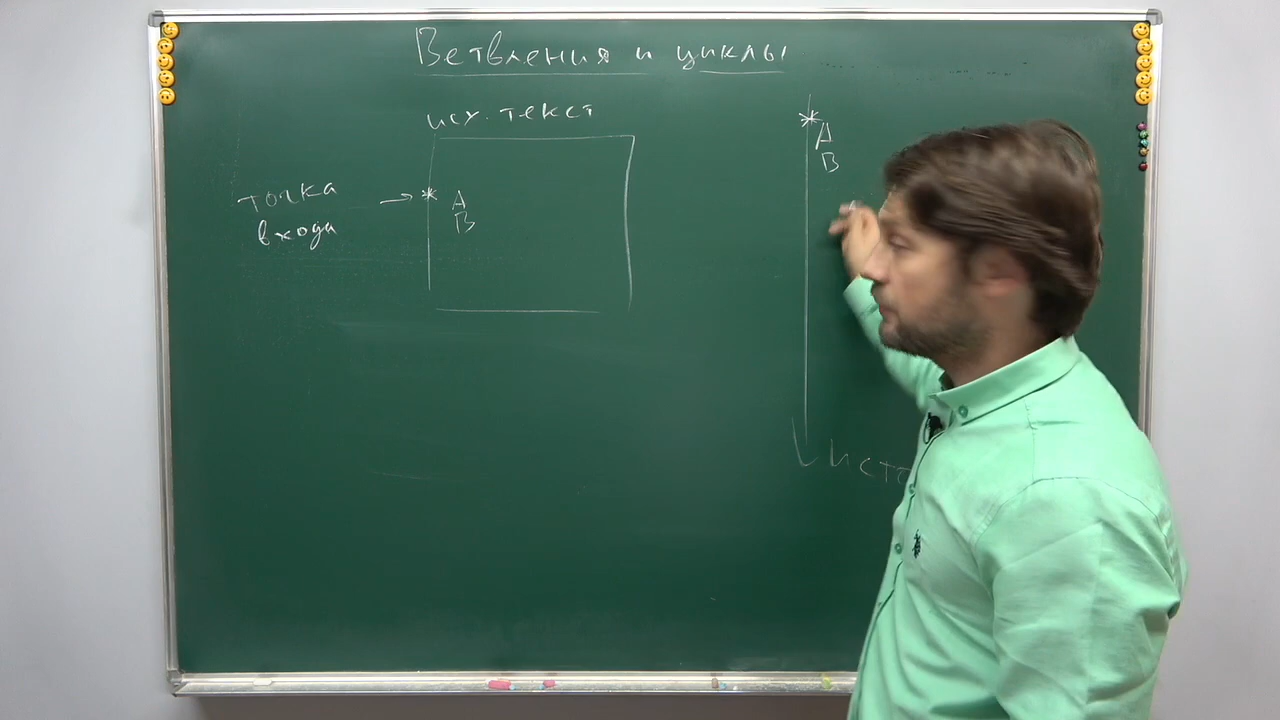 Ветвления и циклы
исх. текст
точка
входа
→ * A
B
* A
B